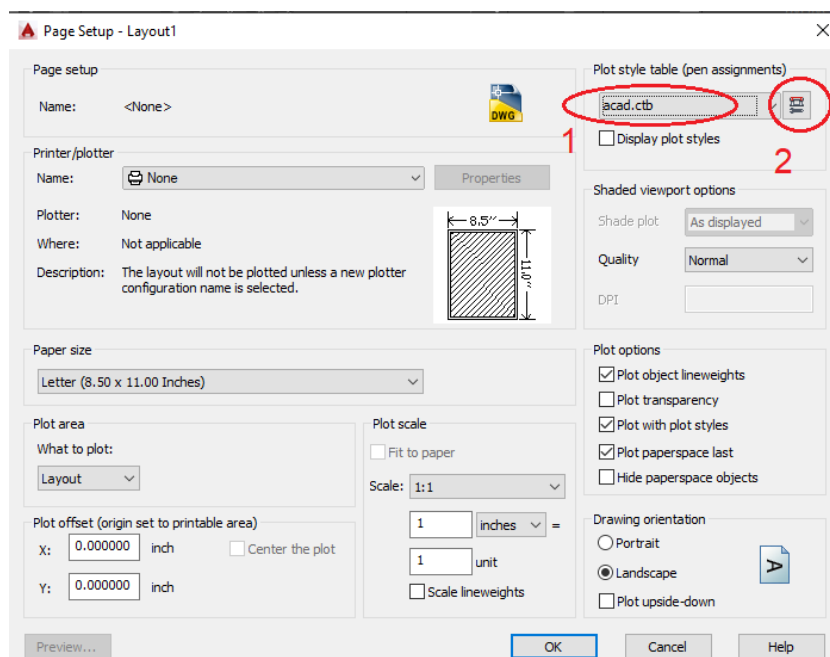 Page Setup - Layout1
Page setup
Name: <None>
DWG
Printer/plotter
Name: None
Properties
Plotter: None
Where: Not applicable
Description: The layout will not be plotted unless a new plotter
configuration name is selected.
8.5″
11.0″
Paper size
Letter (8.50 x 11.00 Inches)
Plot area
What to plot:
Layout
Plot offset (origin set to printable area)
X: 0.000000 inch
Center the plot
Y: 0.000000 inch
Plot scale
Fit to paper
Scale: 1:1
1 inches =
1 unit
Scale lineweights
Plot style table (pen assignments)
acad.ctb
1
Display plot styles
2
Shaded viewport options
Shade plot As displayed
Quality Normal
DPI
Plot options
Plot object lineweights
Plot transparency
Plot with plot styles
Plot paperspace last
Hide paperspace objects
Drawing orientation
Portrait
Landscape
A
Plot upside-down
Preview...
OK
Cancel
Help